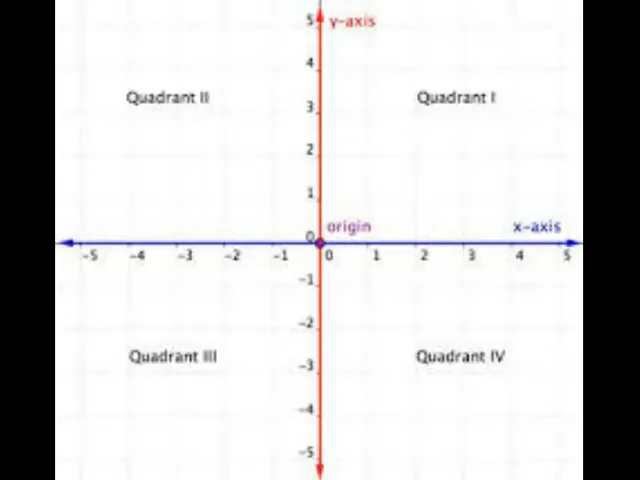 5
y-axis
4
Quadrant II
Quadrant I
3
2
1
0
origin
x-axis
-5 -4 -3 -2 -1 0 1 2 3 4 5
-1
-2
Quadrant III
Quadrant IV
-3
-4
-5